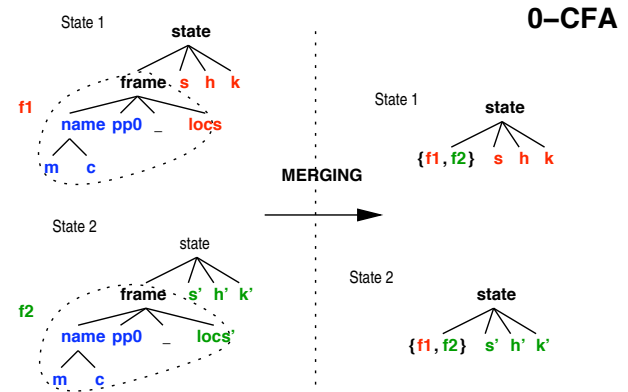 0–CFA
State 1
state
frame s h k
f1
name pp0 _ locs
m c
State 1
state
{f1,f2} s h k
MERGING
State 2
state
frame s' h' k'
f2
name pp0 _ locs'
m c
State 2
state
{f1,f2} s' h' k'